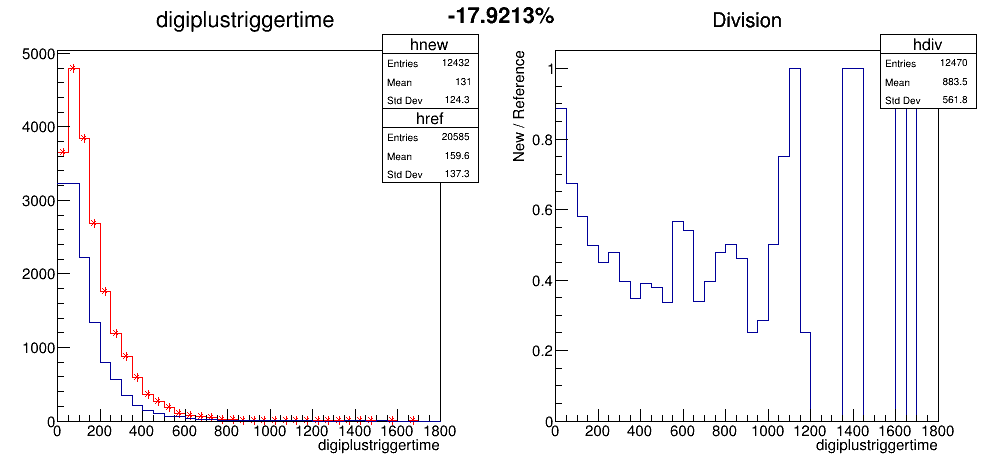 -17.9213%
digiplustriggertime
hnew
Entries 12432
Mean 131
Std Dev 124.3
href
Entries 20585
Mean 159.6
Std Dev 137.3
5000
4000
3000
2000
1000
0
0 200 400 600 800 1000 1200 1400 1600 1800
digiplustriggertime
Division
hdiv
Entries 12470
Mean 883.5
Std Dev 561.8
New / Reference
1
0.8
0.6
0.4
0.2
0
0 200 400 600 800 1000 1200 1400 1600 1800
digiplustriggertime